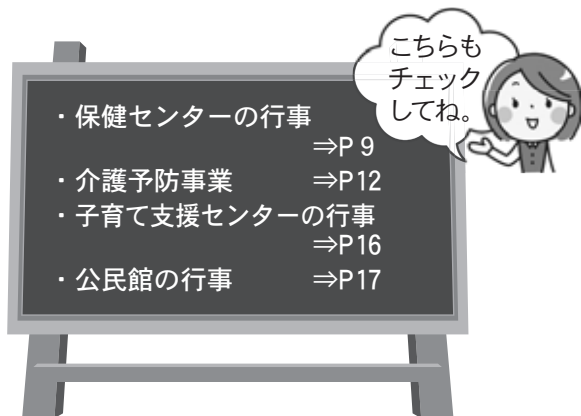 こちらも
チェック
してね。
・保健センターの行事
⇒P 9
・介護予防事業 ⇒P12
・子育て支援センターの行事
⇒P16
・公民館の行事 ⇒P17